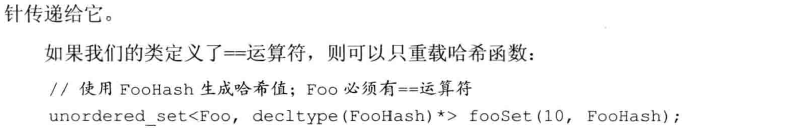 针传递给它。
如果我们的类定义了==运算符，则可以只重载哈希函数：
// 使用 FooHash 生成哈希值；Foo 必须有==运算符
unordered_set<Foo, decltype(FooHash)*> fooSet(10, FooHash);